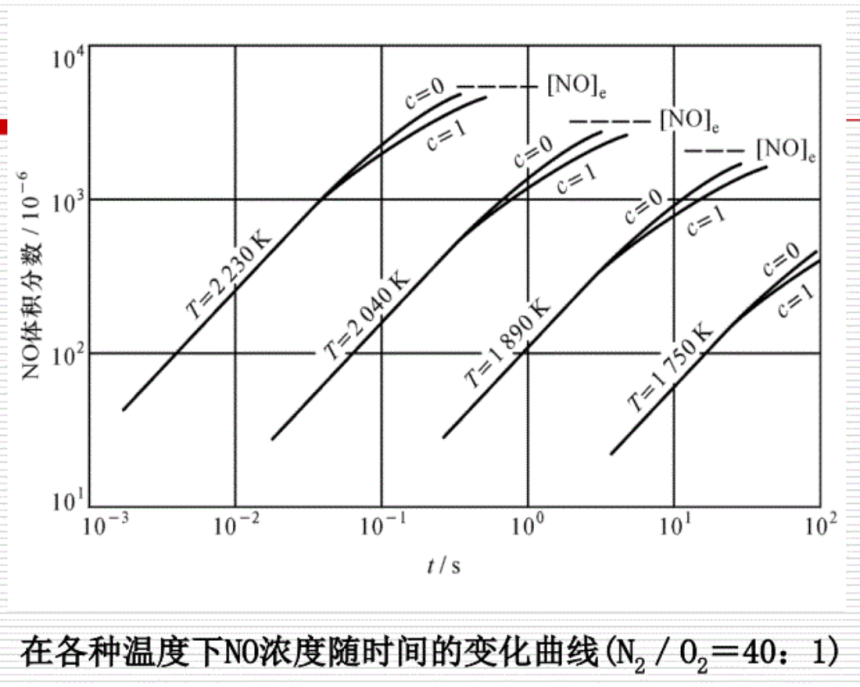 10⁴
10³
10²
10¹
NO体积分数 / 10⁻⁶
c=0
c=1
[NO]ₑ
T=2 230 K
c=0
c=1
[NO]ₑ
T=2 040 K
c=0
c=1
[NO]ₑ
T=1 890 K
c=0
c=1
T=1 750 K
10⁻³ 10⁻² 10⁻¹ 10⁰ 10¹ 10²
t / s
在各种温度下NO浓度随时间的变化曲线(N₂/O₂=40: 1)